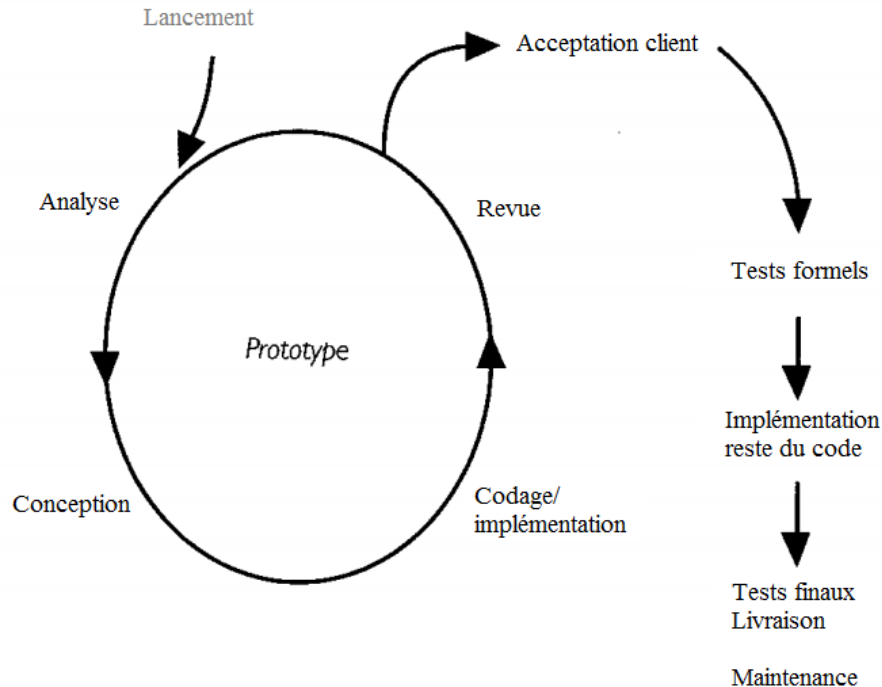 Lancement
Acceptation client
Analyse
Revue
Tests formels
Prototype
Implémentation
reste du code
Conception
Codage/
implémentation
Tests finaux
Livraison
Maintenance